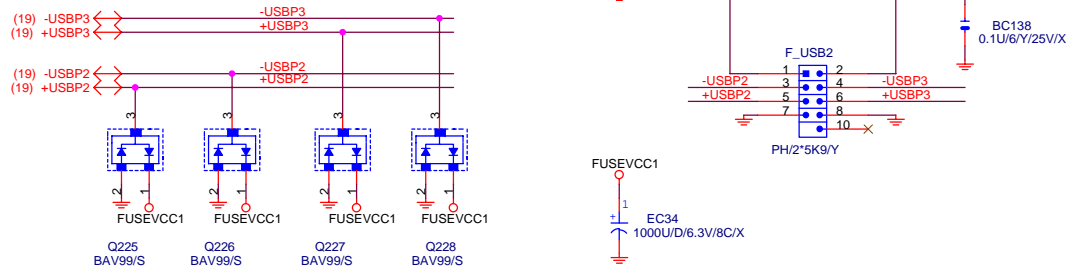 (19) -USBP3
-USBP3
(19) +USBP3
+USBP3
(19) -USBP2
-USBP2
(19) +USBP2
+USBP2
3
3
3
3
2
1
2
1
2
1
2
1
FUSEVCC1
FUSEVCC1
FUSEVCC1
FUSEVCC1
Q225
BAV99/S
Q226
BAV99/S
Q227
BAV99/S
Q228
BAV99/S
BC138
0.1U/6/Y/25V/X
F_USB2
1
2
-USBP2
3
4
-USBP3
+USBP2
5
6
+USBP3
7
8
10
PH/2*5K9/Y
FUSEVCC1
+
1
EC34
1000U/D/6.3V/8C/X